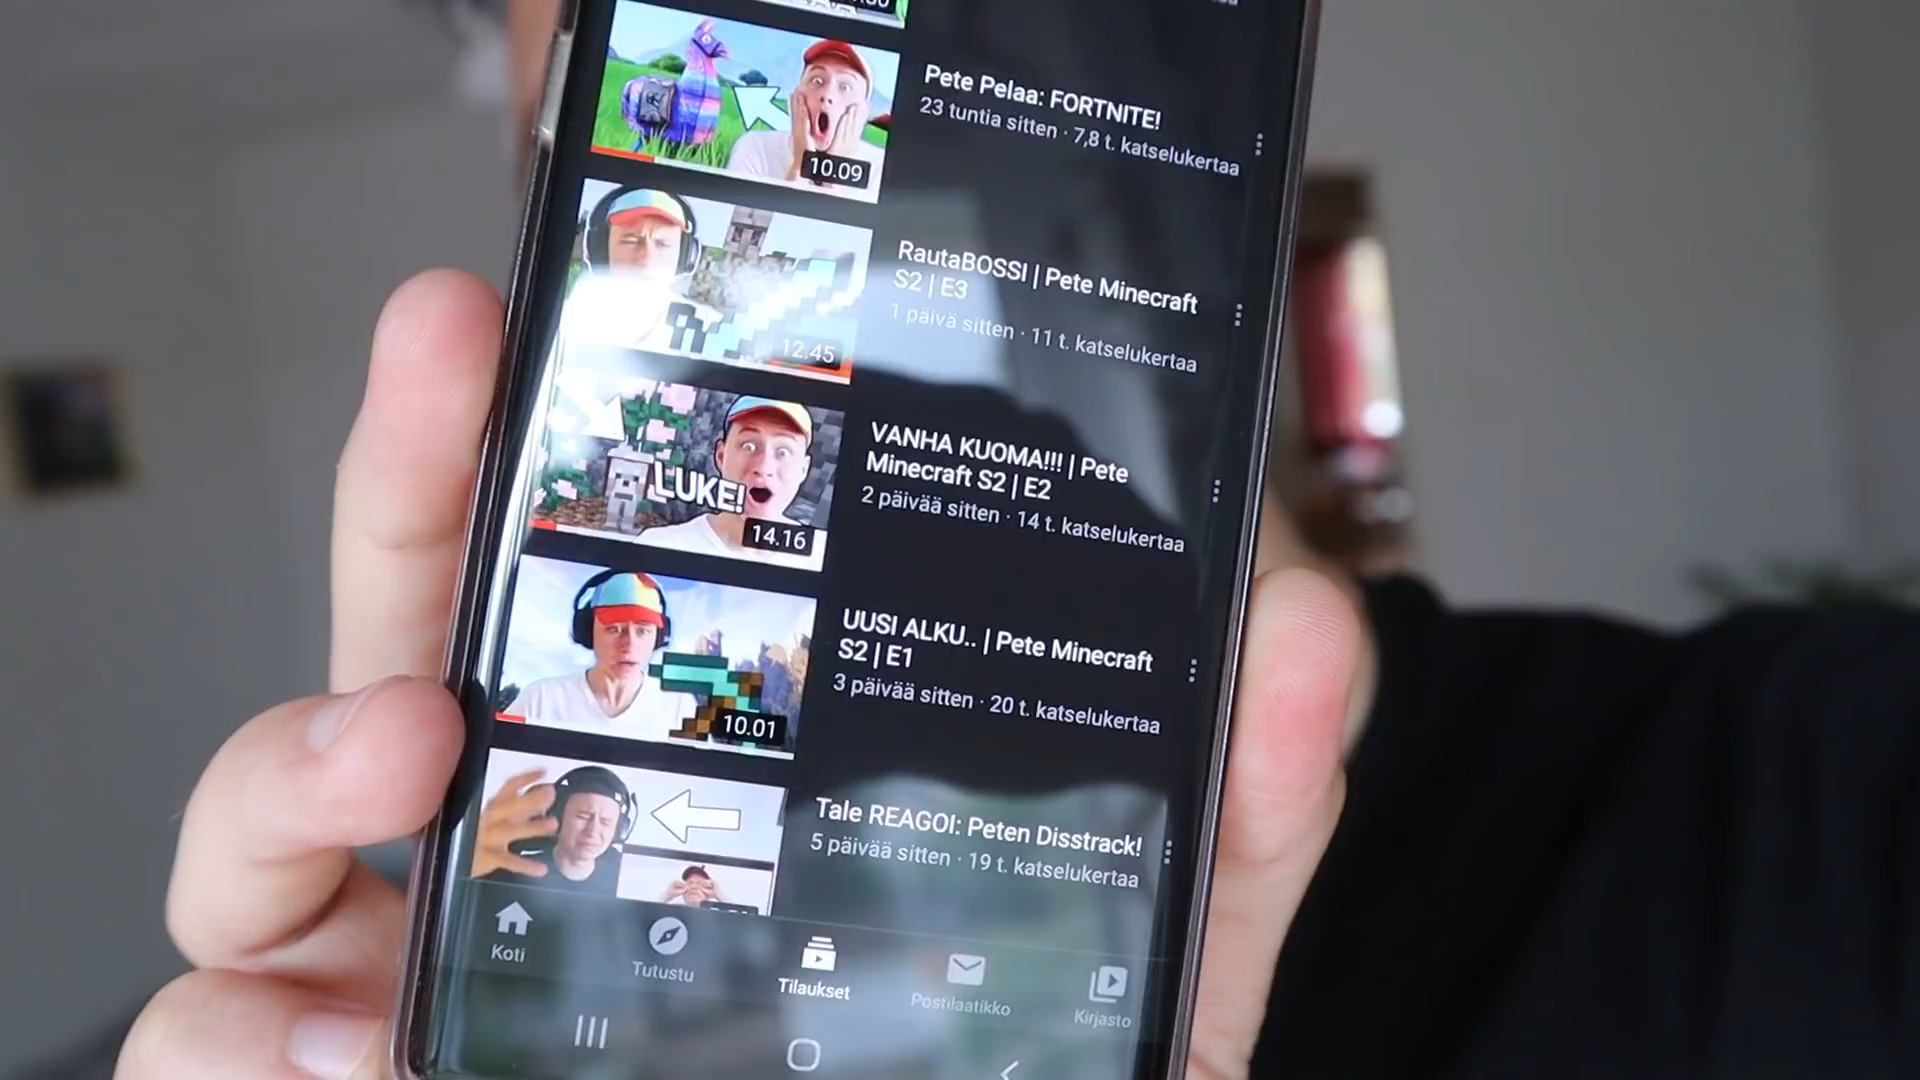 Pete Pelaa: FORTNITE!
23 tuntia sitten · 7,8 t. katselukertaa
10.09
RautaBOSSI | Pete Minecraft
S2 | E3
1 päivä sitten · 11 t. katselukertaa
12.45
VANHA KUOMA!!! | Pete
Minecraft S2 | E2
2 päivää sitten · 14 t. katselukertaa
LUKE!
14.16
UUSI ALKU.. | Pete Minecraft
S2 | E1
3 päivää sitten · 20 t. katselukertaa
10.01
Tale REAGOI: Peten Disstrack!
5 päivää sitten · 19 t. katselukertaa
Koti
Tutustu
Tilaukset
Postilaatikko
Kirjasto